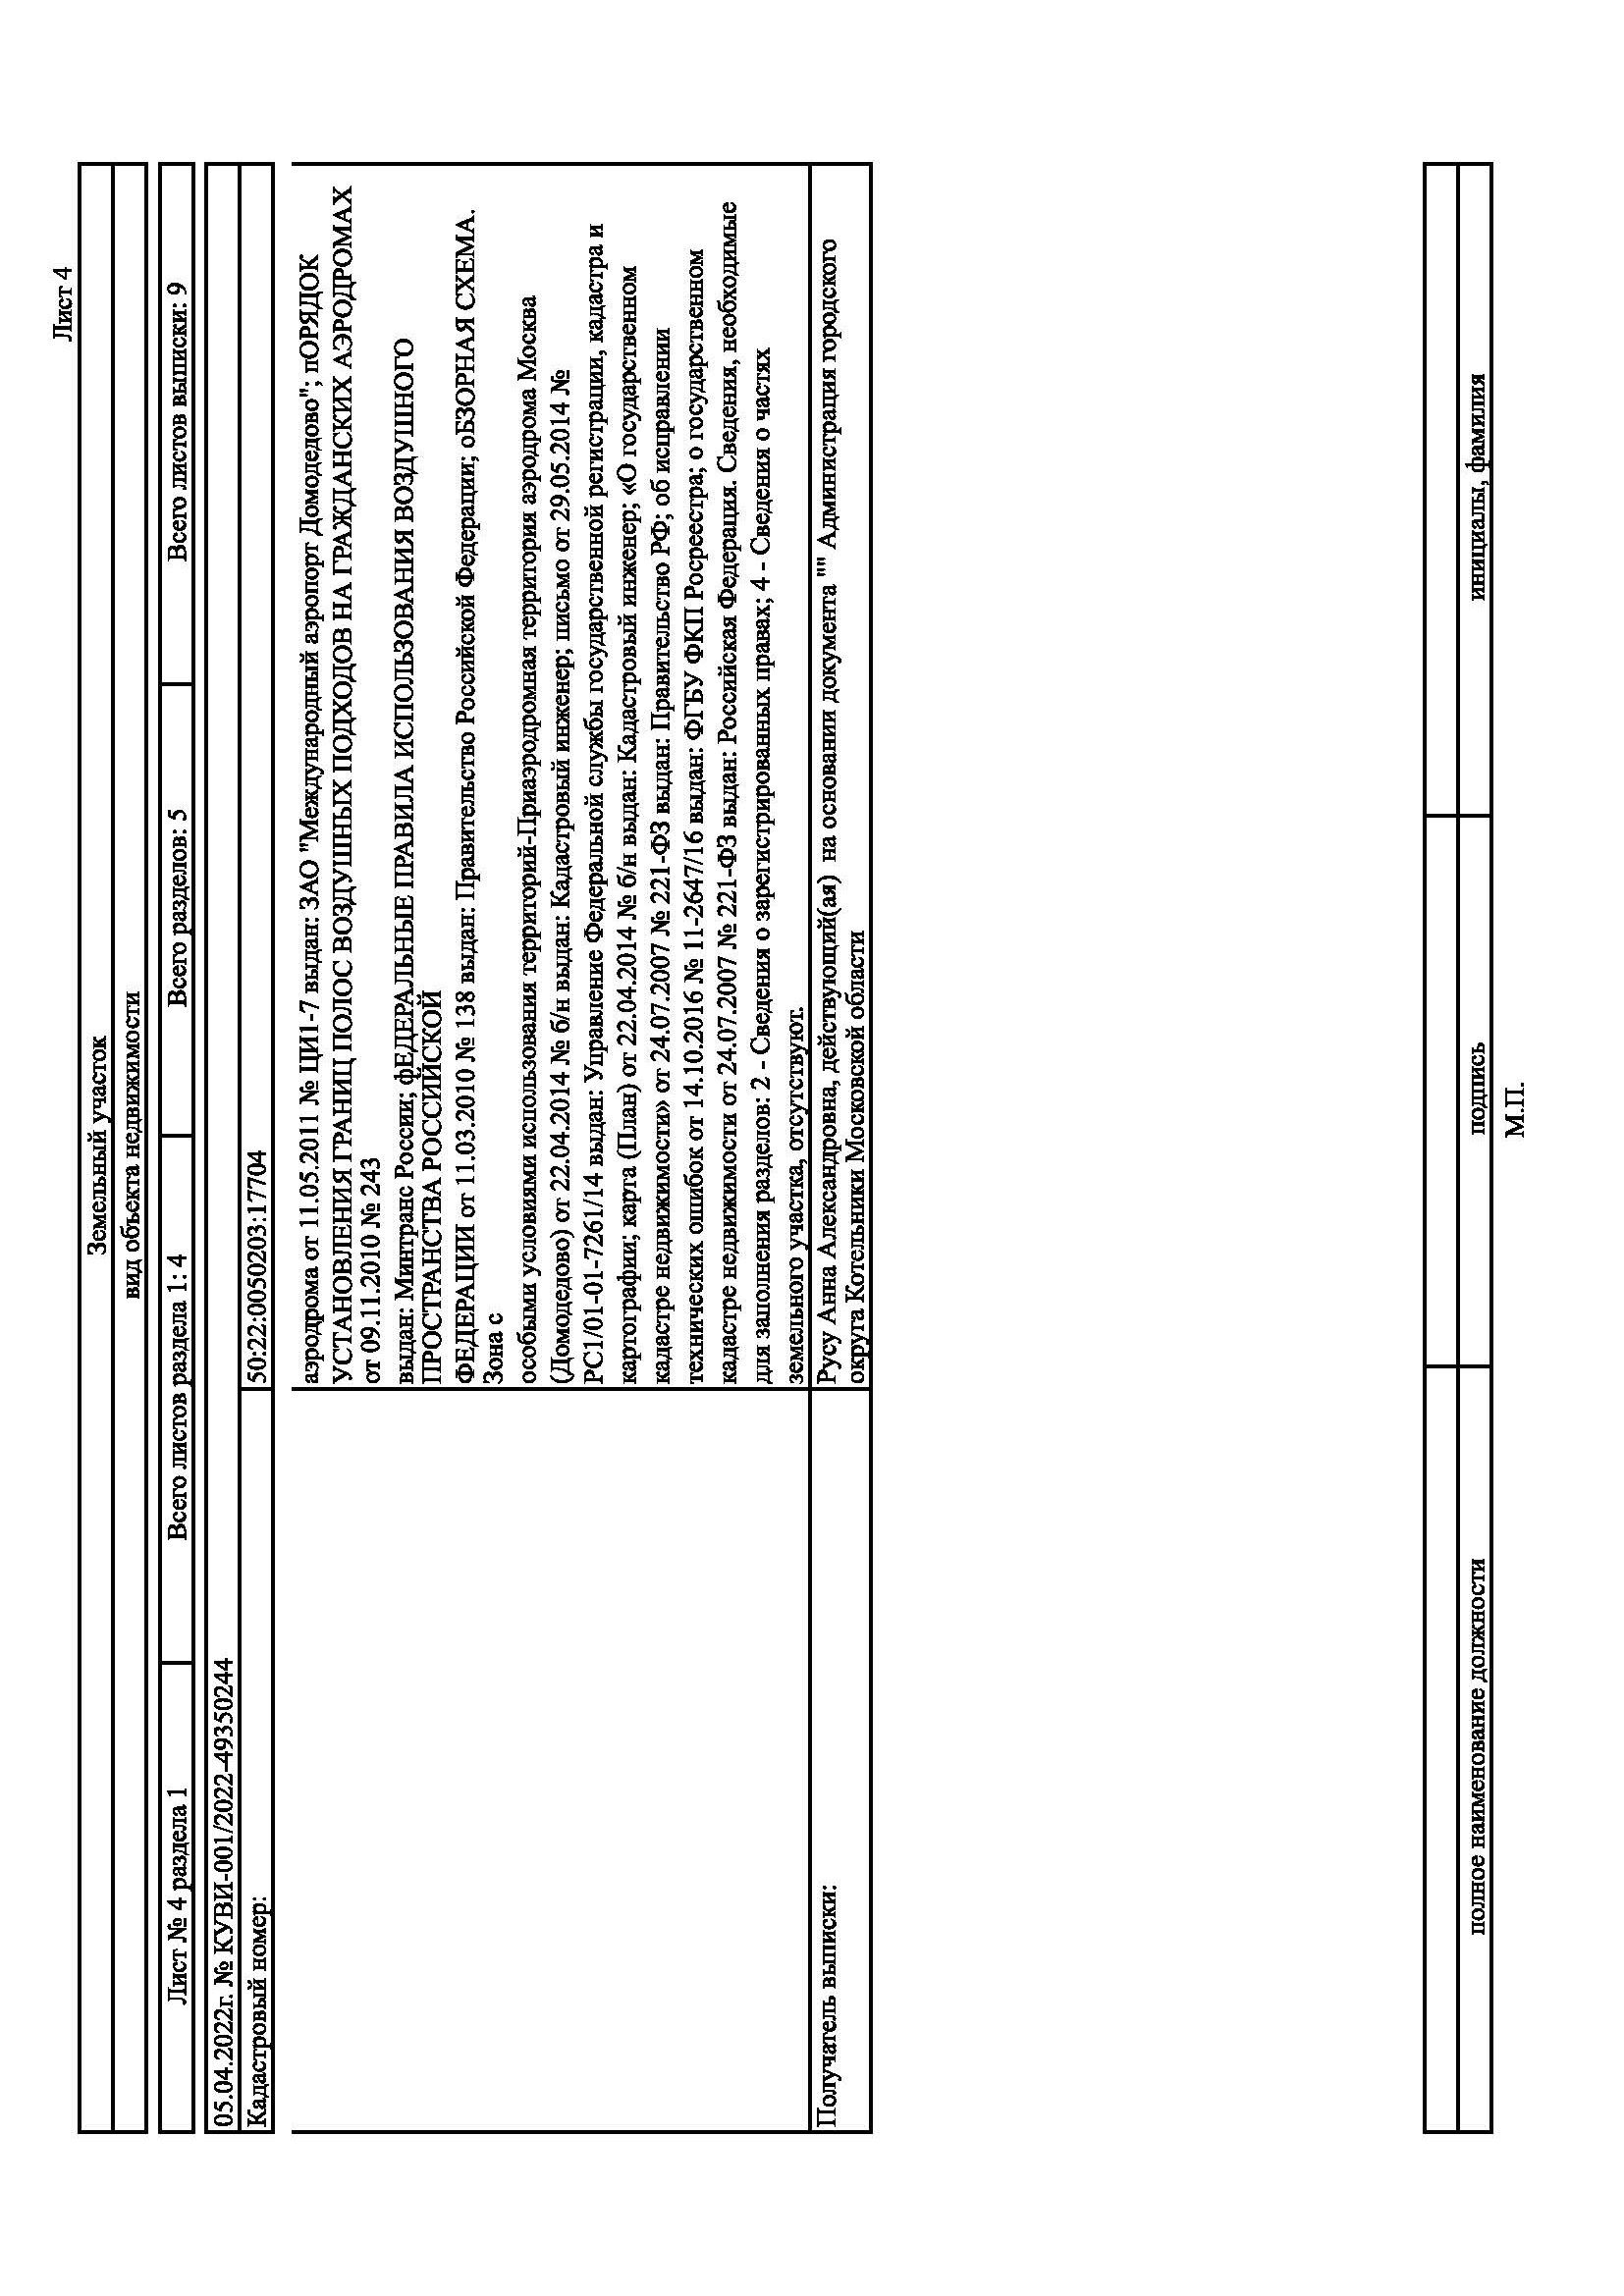 Лист 4
Земельный участок
вид объекта недвижимости
Лист № 4 раздела 1 Всего листов раздела 1: 4 Всего разделов: 5 Всего листов выписки: 9
05.04.2022г. № КУВИ-001/2022-49350244
Кадастровый номер: 50:22:0050203:17704
аэродрома от 11.05.2011 № ЦИ1-7 выдан: ЗАО "Международный аэропорт Домодедово"; пОРЯДОК
УСТАНОВЛЕНИЯ ГРАНИЦ ПОЛОС ВОЗДУШНЫХ ПОДХОДОВ НА ГРАЖДАНСКИХ АЭРОДРОМАХ
от 09.11.2010 № 243
выдан: Минтранс России; фЕДЕРАЛЬНЫЕ ПРАВИЛА ИСПОЛЬЗОВАНИЯ ВОЗДУШНОГО
ПРОСТРАНСТВА РОССИЙСКОЙ
ФЕДЕРАЦИИ от 11.03.2010 № 138 выдан: Правительство Российской Федерации; оБЗОРНАЯ СХЕМА.
Зона с
особыми условиями использования территорий-Приаэродромная территория аэродрома Москва
(Домодедово) от 22.04.2014 № б/н выдан: Кадастровый инженер; письмо от 29.05.2014 №
РС1/01-01-7261/14 выдан: Управление Федеральной службы государственной регистрации, кадастра и
картографии; карта (План) от 22.04.2014 № б/н выдан: Кадастровый инженер; «О государственном
кадастре недвижимости» от 24.07.2007 № 221-ФЗ выдан: Правительство РФ; об исправлении
технических ошибок от 14.10.2016 № 11-2647/16 выдан: ФГБУ ФКП Росреестра; о государственном
кадастре недвижимости от 24.07.2007 № 221-ФЗ выдан: Российская Федерация. Сведения, необходимые
для заполнения разделов: 2 - Сведения о зарегистрированных правах; 4 - Сведения о частях
земельного участка, отсутствуют.
Получатель выписки: Русу Анна Александровна, действующий(ая) на основании документа "" Администрация городского
округа Котельники Московской области
полное наименование должности подпись инициалы, фамилия
М.П.